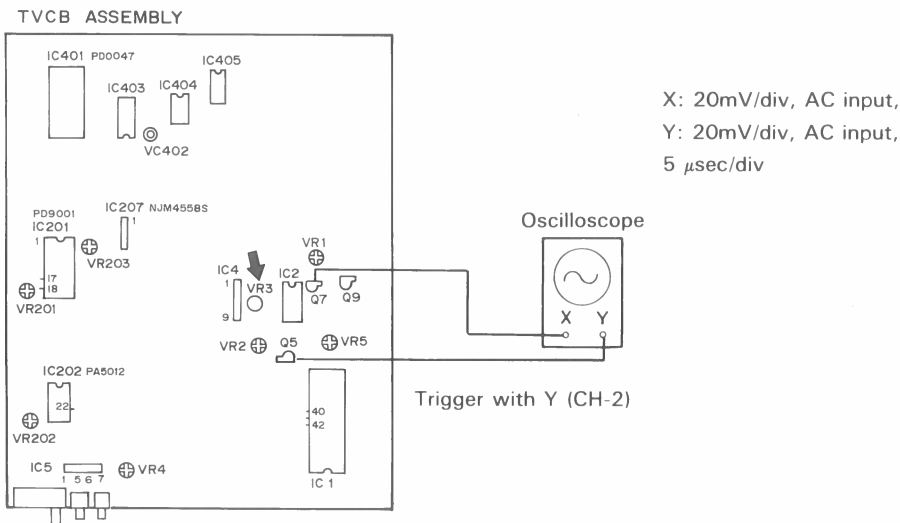 TVCB ASSEMBLY
IC401 PD0047
IC405
IC403
IC404
VC402
X: 20mV/div, AC input,
Y: 20mV/div, AC input,
5 μsec/div
IC207 NJM4558S
1
PD9001
IC201
1
17
18
VR203
VR201
Oscilloscope
X Y
VR1
IC4
1
9
VR3
IC2
Q7
Q9
VR2
Q5
VR5
Trigger with Y (CH-2)
IC202 PA5012
22
VR202
40
42
IC1
IC5
1 5 6 7
VR4